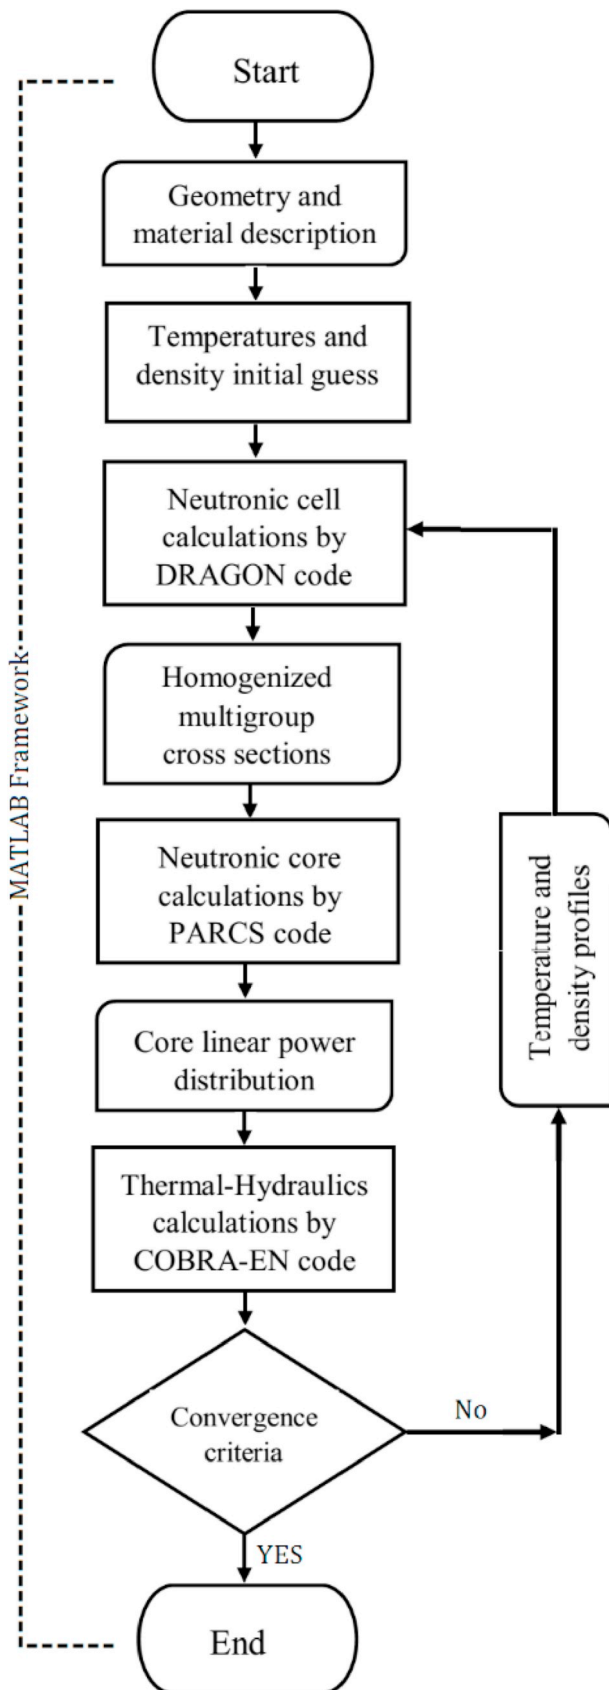 Start
Geometry and
material description
Temperatures and
density initial guess
Neutronic cell
calculations by
DRAGON code
Homogenized
multigroup
cross sections
MATLAB Framework
Neutronic core
calculations by
PARCS code
Temperature and
density profiles
Core linear power
distribution
Thermal-Hydraulics
calculations by
COBRA-EN code
Convergence
criteria
No
YES
End